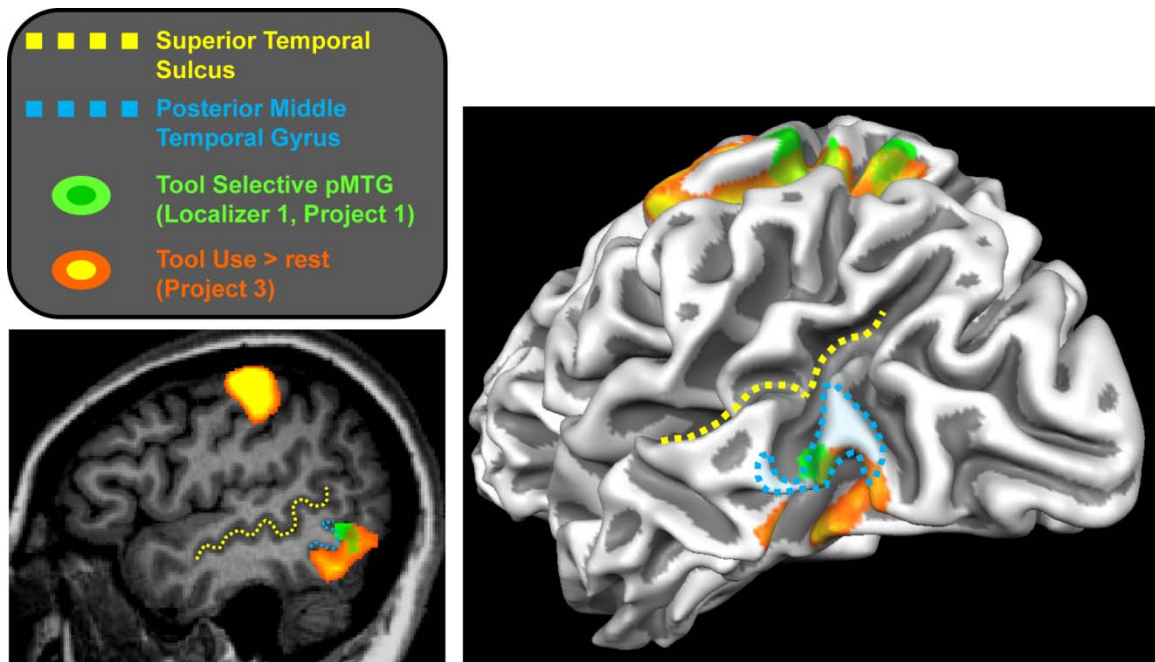 Superior Temporal
Sulcus
Posterior Middle
Temporal Gyrus
Tool Selective pMTG
(Localizer 1, Project 1)
Tool Use > rest
(Project 3)